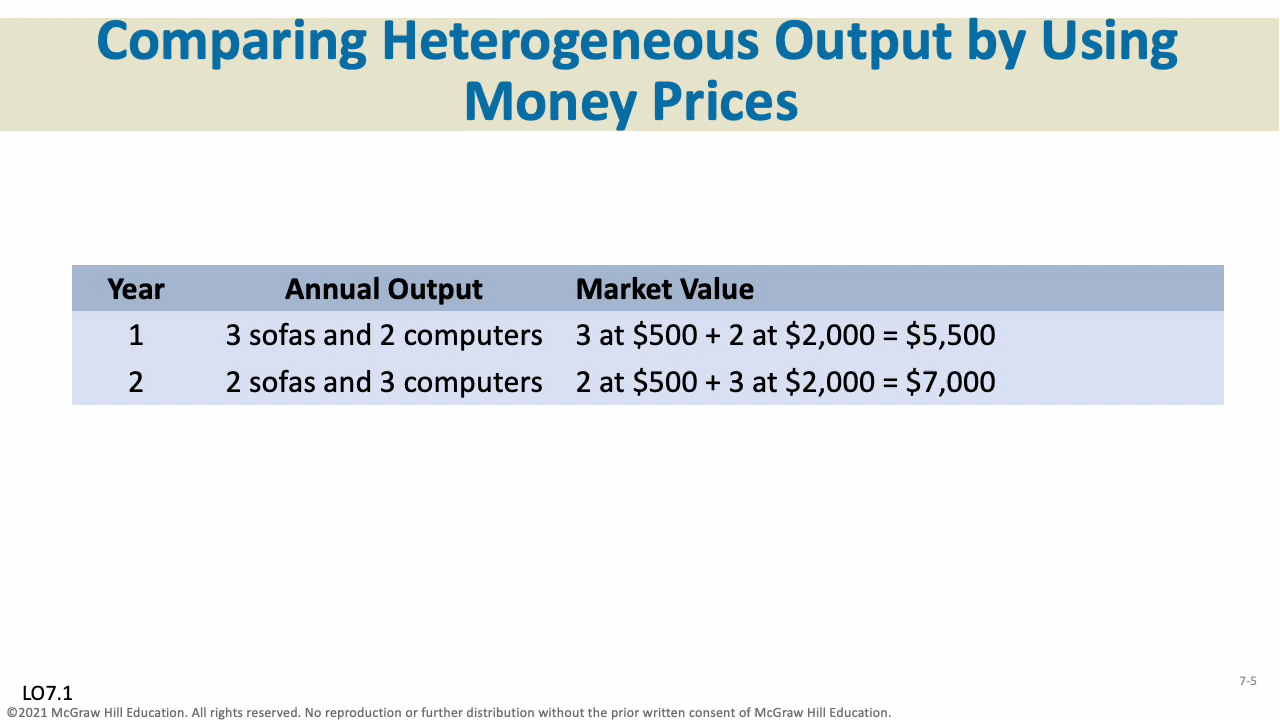 Comparing Heterogeneous Output by Using
Money Prices
Year Annual Output Market Value
1 3 sofas and 2 computers 3 at $500 + 2 at $2,000 = $5,500
2 2 sofas and 3 computers 2 at $500 + 3 at $2,000 = $7,000
7-5
LO7.1
©2021 McGraw Hill Education. All rights reserved. No reproduction or further distribution without the prior written consent of McGraw Hill Education.